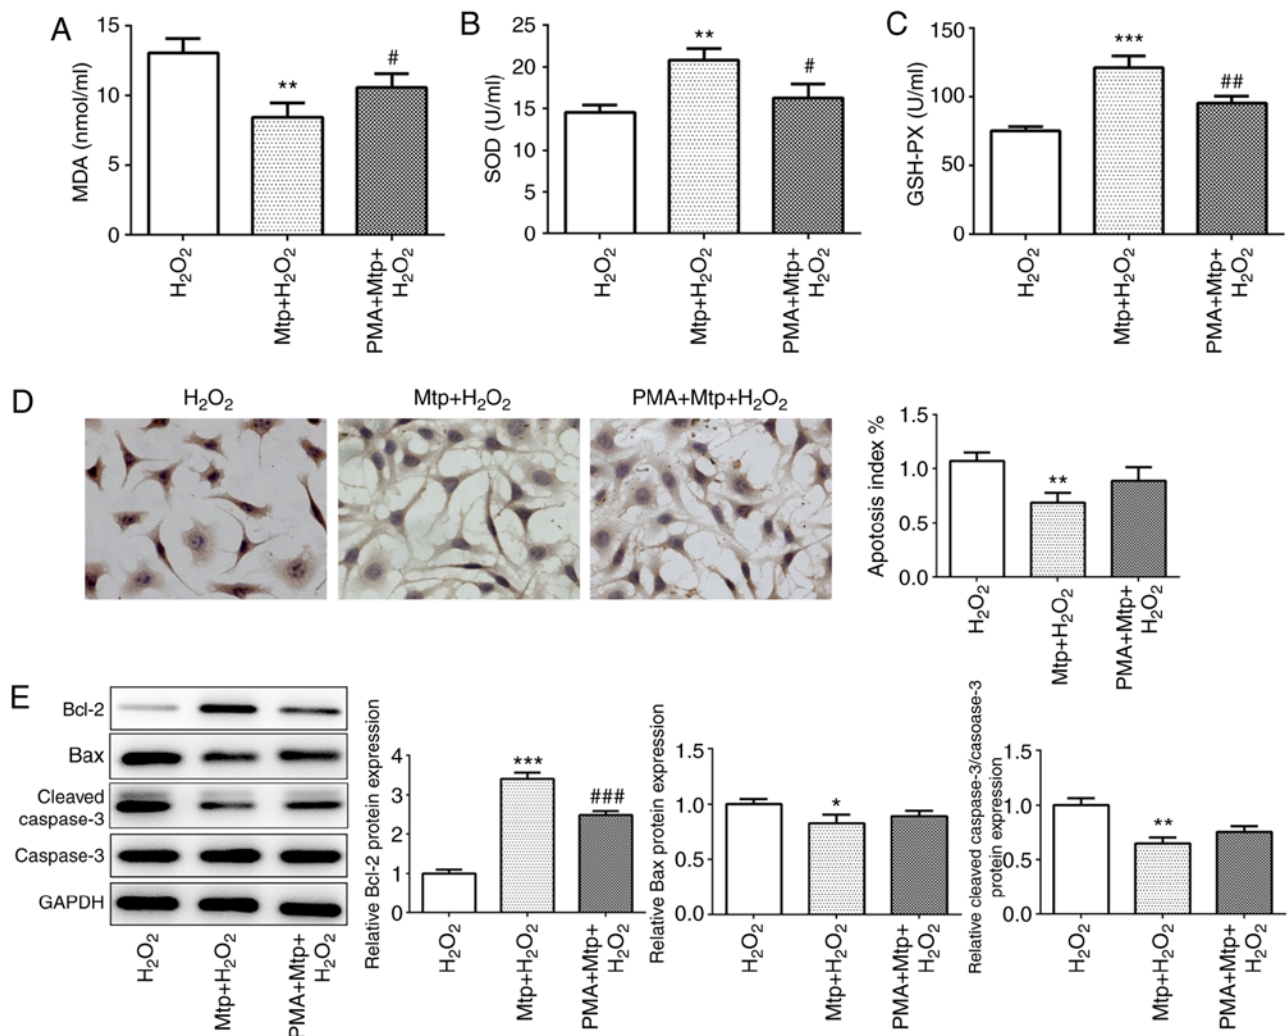 A
MDA (nmol/ml)
15
10
5
0
**
#
H₂O₂
Mtp+H₂O₂
PMA+Mtp+
H₂O₂
B
SOD (U/ml)
25
20
15
10
5
0
**
#
H₂O₂
Mtp+H₂O₂
PMA+Mtp+
H₂O₂
C
GSH-PX (U/ml)
150
100
50
0
***
##
H₂O₂
Mtp+H₂O₂
PMA+Mtp+
H₂O₂
D
H₂O₂
Mtp+H₂O₂
PMA+Mtp+H₂O₂
Apotosis index %
1.5
1.0
0.5
0.0
**
H₂O₂
Mtp+H₂O₂
PMA+Mtp+
H₂O₂
E
Bcl-2
Bax
Cleaved
caspase-3
Caspase-3
GAPDH
H₂O₂
Mtp+H₂O₂
PMA+Mtp+
H₂O₂
Relative Bcl-2 protein expression
4
3
2
1
0
***
###
H₂O₂
Mtp+H₂O₂
PMA+Mtp+
H₂O₂
Relative Bax protein expression
1.5
1.0
0.5
0.0
*
H₂O₂
Mtp+H₂O₂
PMA+Mtp+
H₂O₂
Relative cleaved caspase-3/casoase-3
protein expression
1.5
1.0
0.5
0.0
**
H₂O₂
Mtp+H₂O₂
PMA+Mtp+
H₂O₂